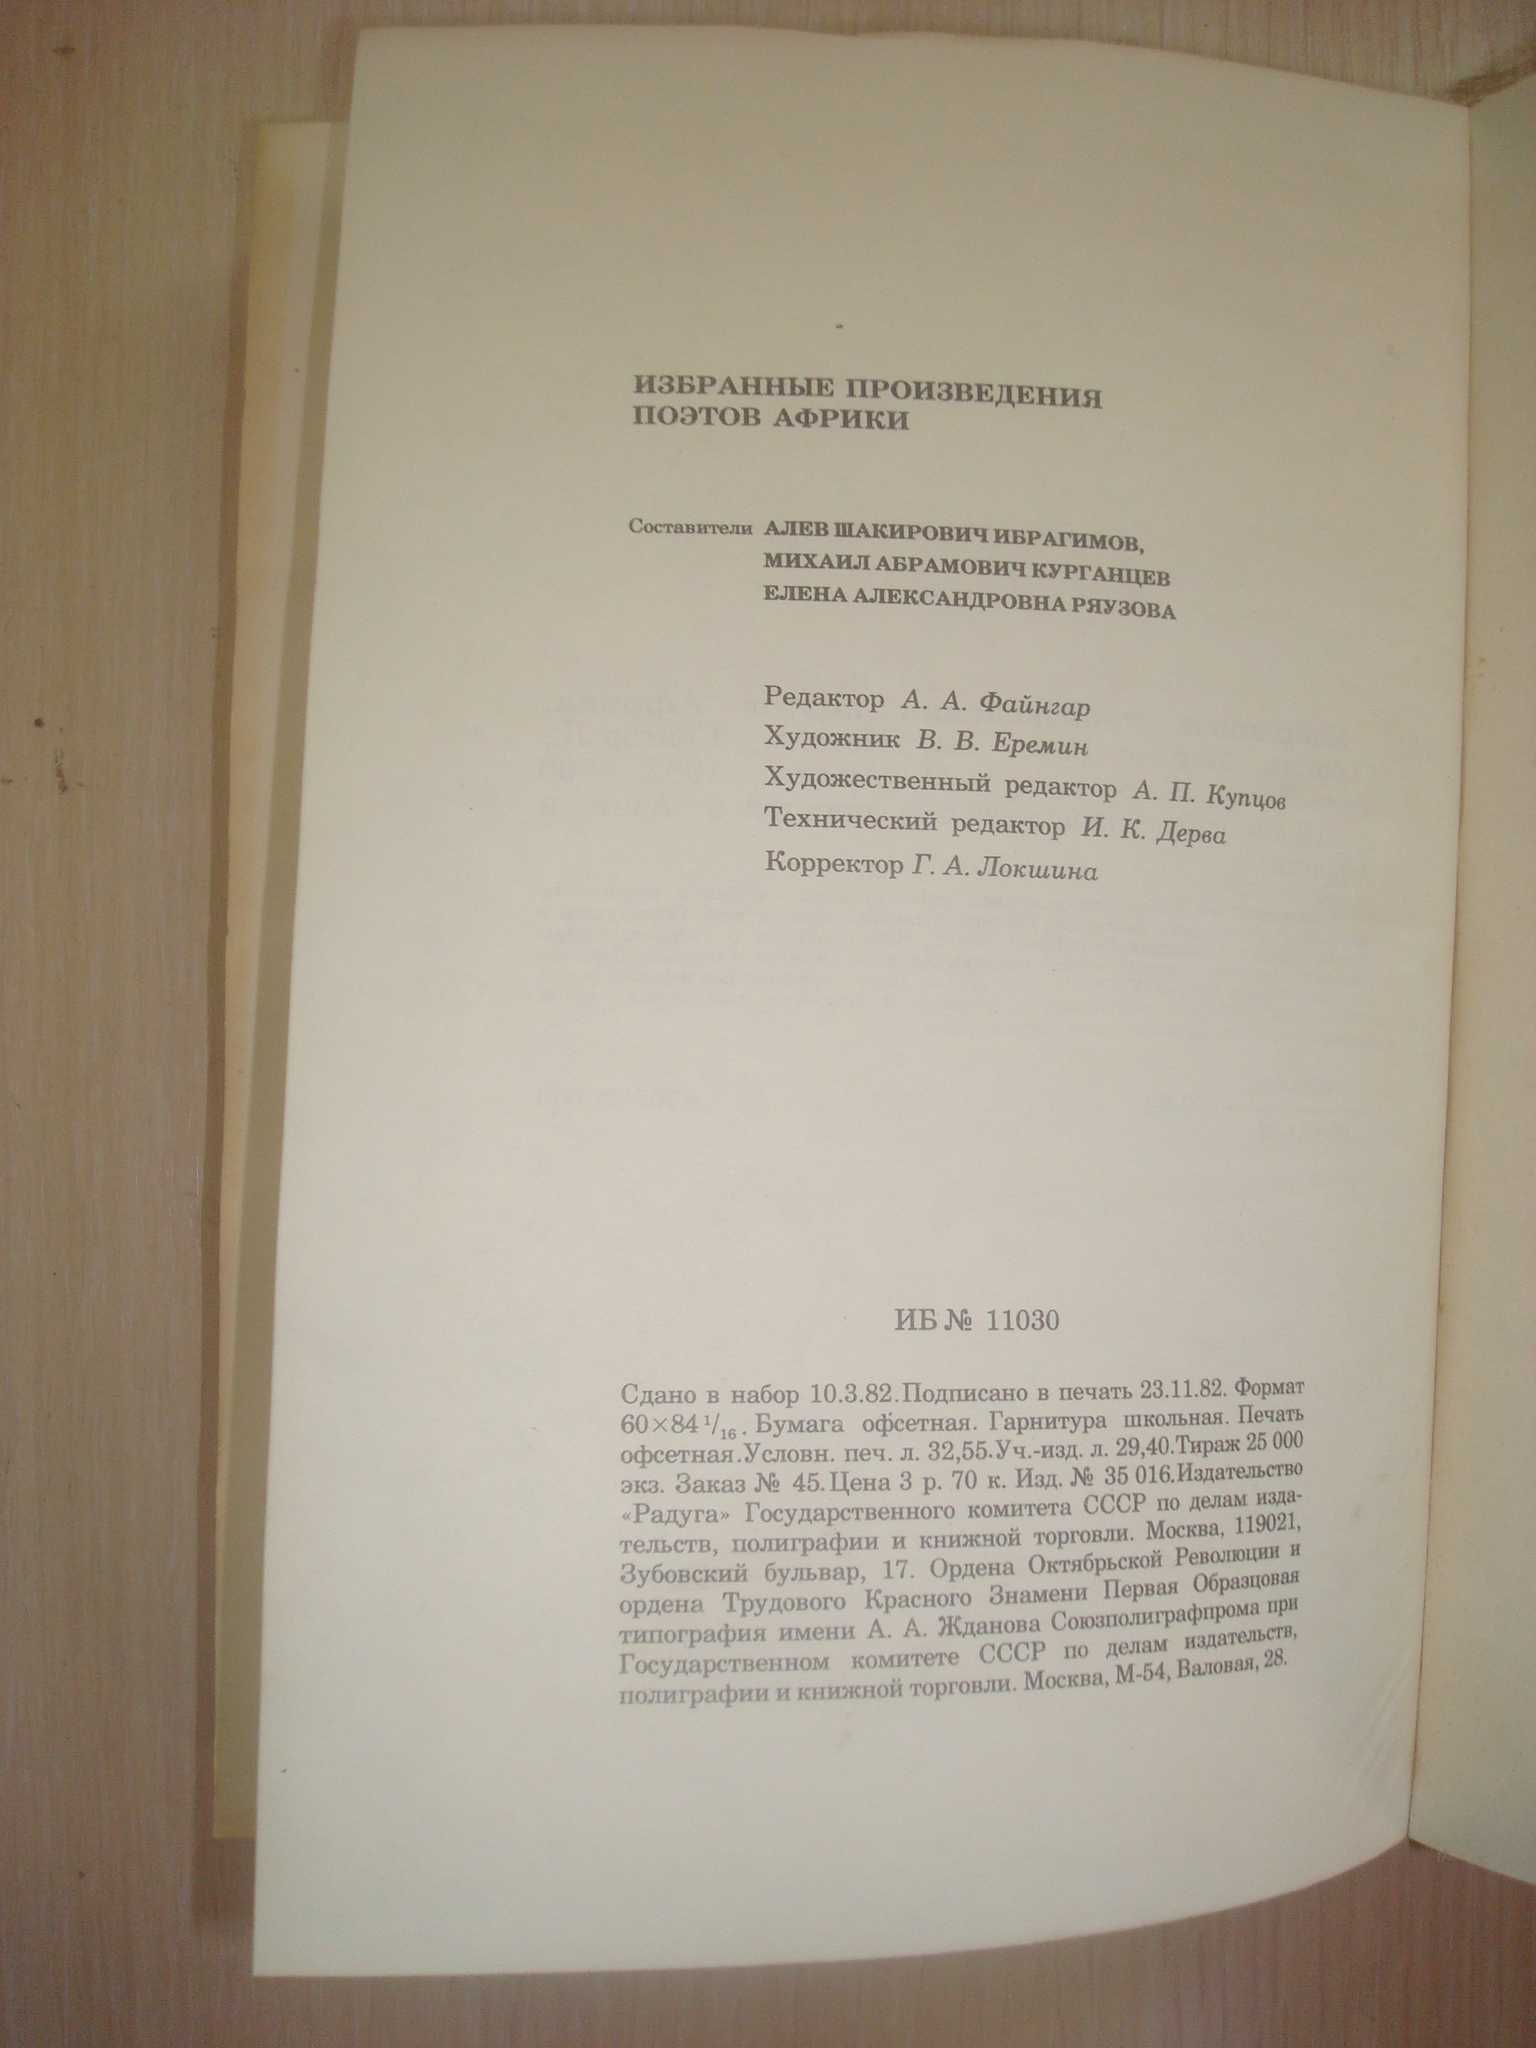 ИЗБРАННЫЕ ПРОИЗВЕДЕНИЯ
ПОЭТОВ АФРИКИ
Составители АЛЕВ ШАКИРОВИЧ ИБРАГИМОВ,
МИХАИЛ АБРАМОВИЧ КУРГАНЦЕВ
ЕЛЕНА АЛЕКСАНДРОВНА РЯУЗОВА
Редактор А. А. Файнгар
Художник В. В. Еремин
Художественный редактор А. П. Купцов
Технический редактор И. К. Дерва
Корректор Г. А. Локшина
ИБ № 11030
Сдано в набор 10.3.82. Подписано в печать 23.11.82. Формат
60×84 1/16. Бумага офсетная. Гарнитура школьная. Печать
офсетная. Условн. печ. л. 32,55. Уч.-изд. л. 29,40. Тираж 25 000
экз. Заказ № 45. Цена 3 р. 70 к. Изд. № 35 016. Издательство
«Радуга» Государственного комитета СССР по делам изда-
тельств, полиграфии и книжной торговли. Москва, 119021,
Зубовский бульвар, 17. Ордена Октябрьской Революции и
ордена Трудового Красного Знамени Первая Образцовая
типография имени А. А. Жданова Союзполиграфпрома при
Государственном комитете СССР по делам издательств,
полиграфии и книжной торговли. Москва, М-54, Валовая, 28.